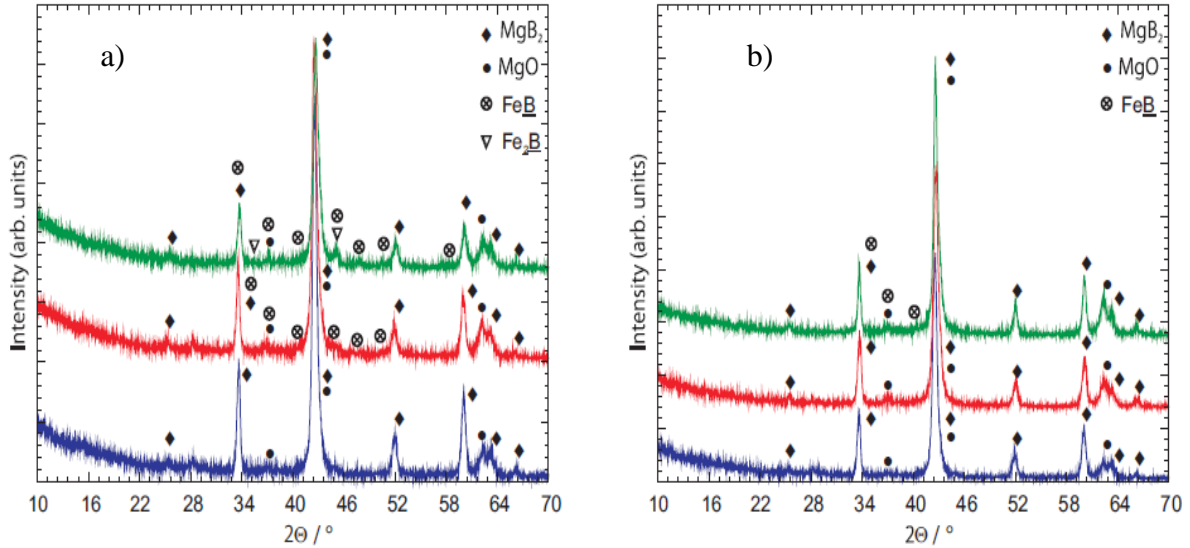 a)
MgB₂
MgO
FeB
Fe₂B
Intensity (arb. units)
10 16 22 28 34 40 46 52 58 64 70
2Θ / °
b)
MgB₂
MgO
FeB
Intensity (arb. units)
10 16 22 28 34 40 46 52 58 64 70
2Θ / °